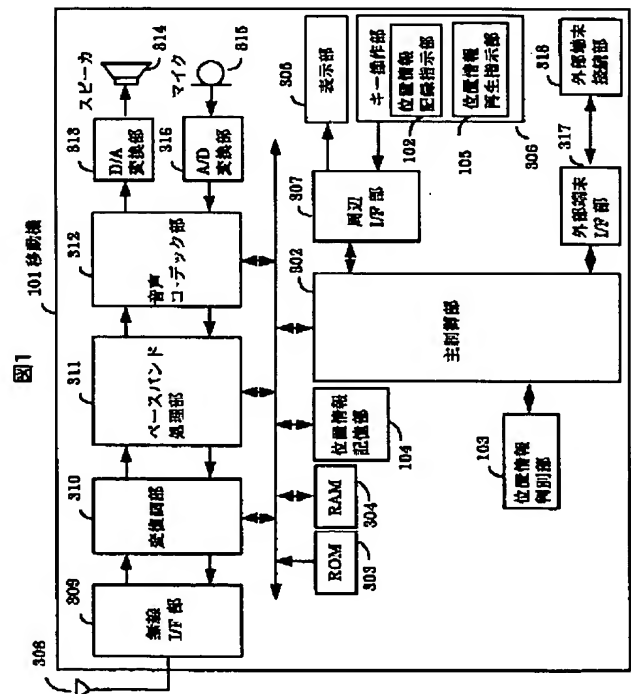 図1
101 移動機
308
309
無線
I/F 部
310
変復調部
311
ベースバンド
処理部
312
音声
コーデック部
313
D/A
変換部
スピーカ
314
マイク
315
316
A/D
変換部
ROM
303
RAM
304
位置情報
記憶部
104
302
主制御部
307
周辺
I/F部
305
表示部
キー操作部
位置情報
記録指示部
102
位置情報
再生指示部
105
306
103
位置情報
判別部
317
外部端末
I/F 部
318
外部端末
接続部